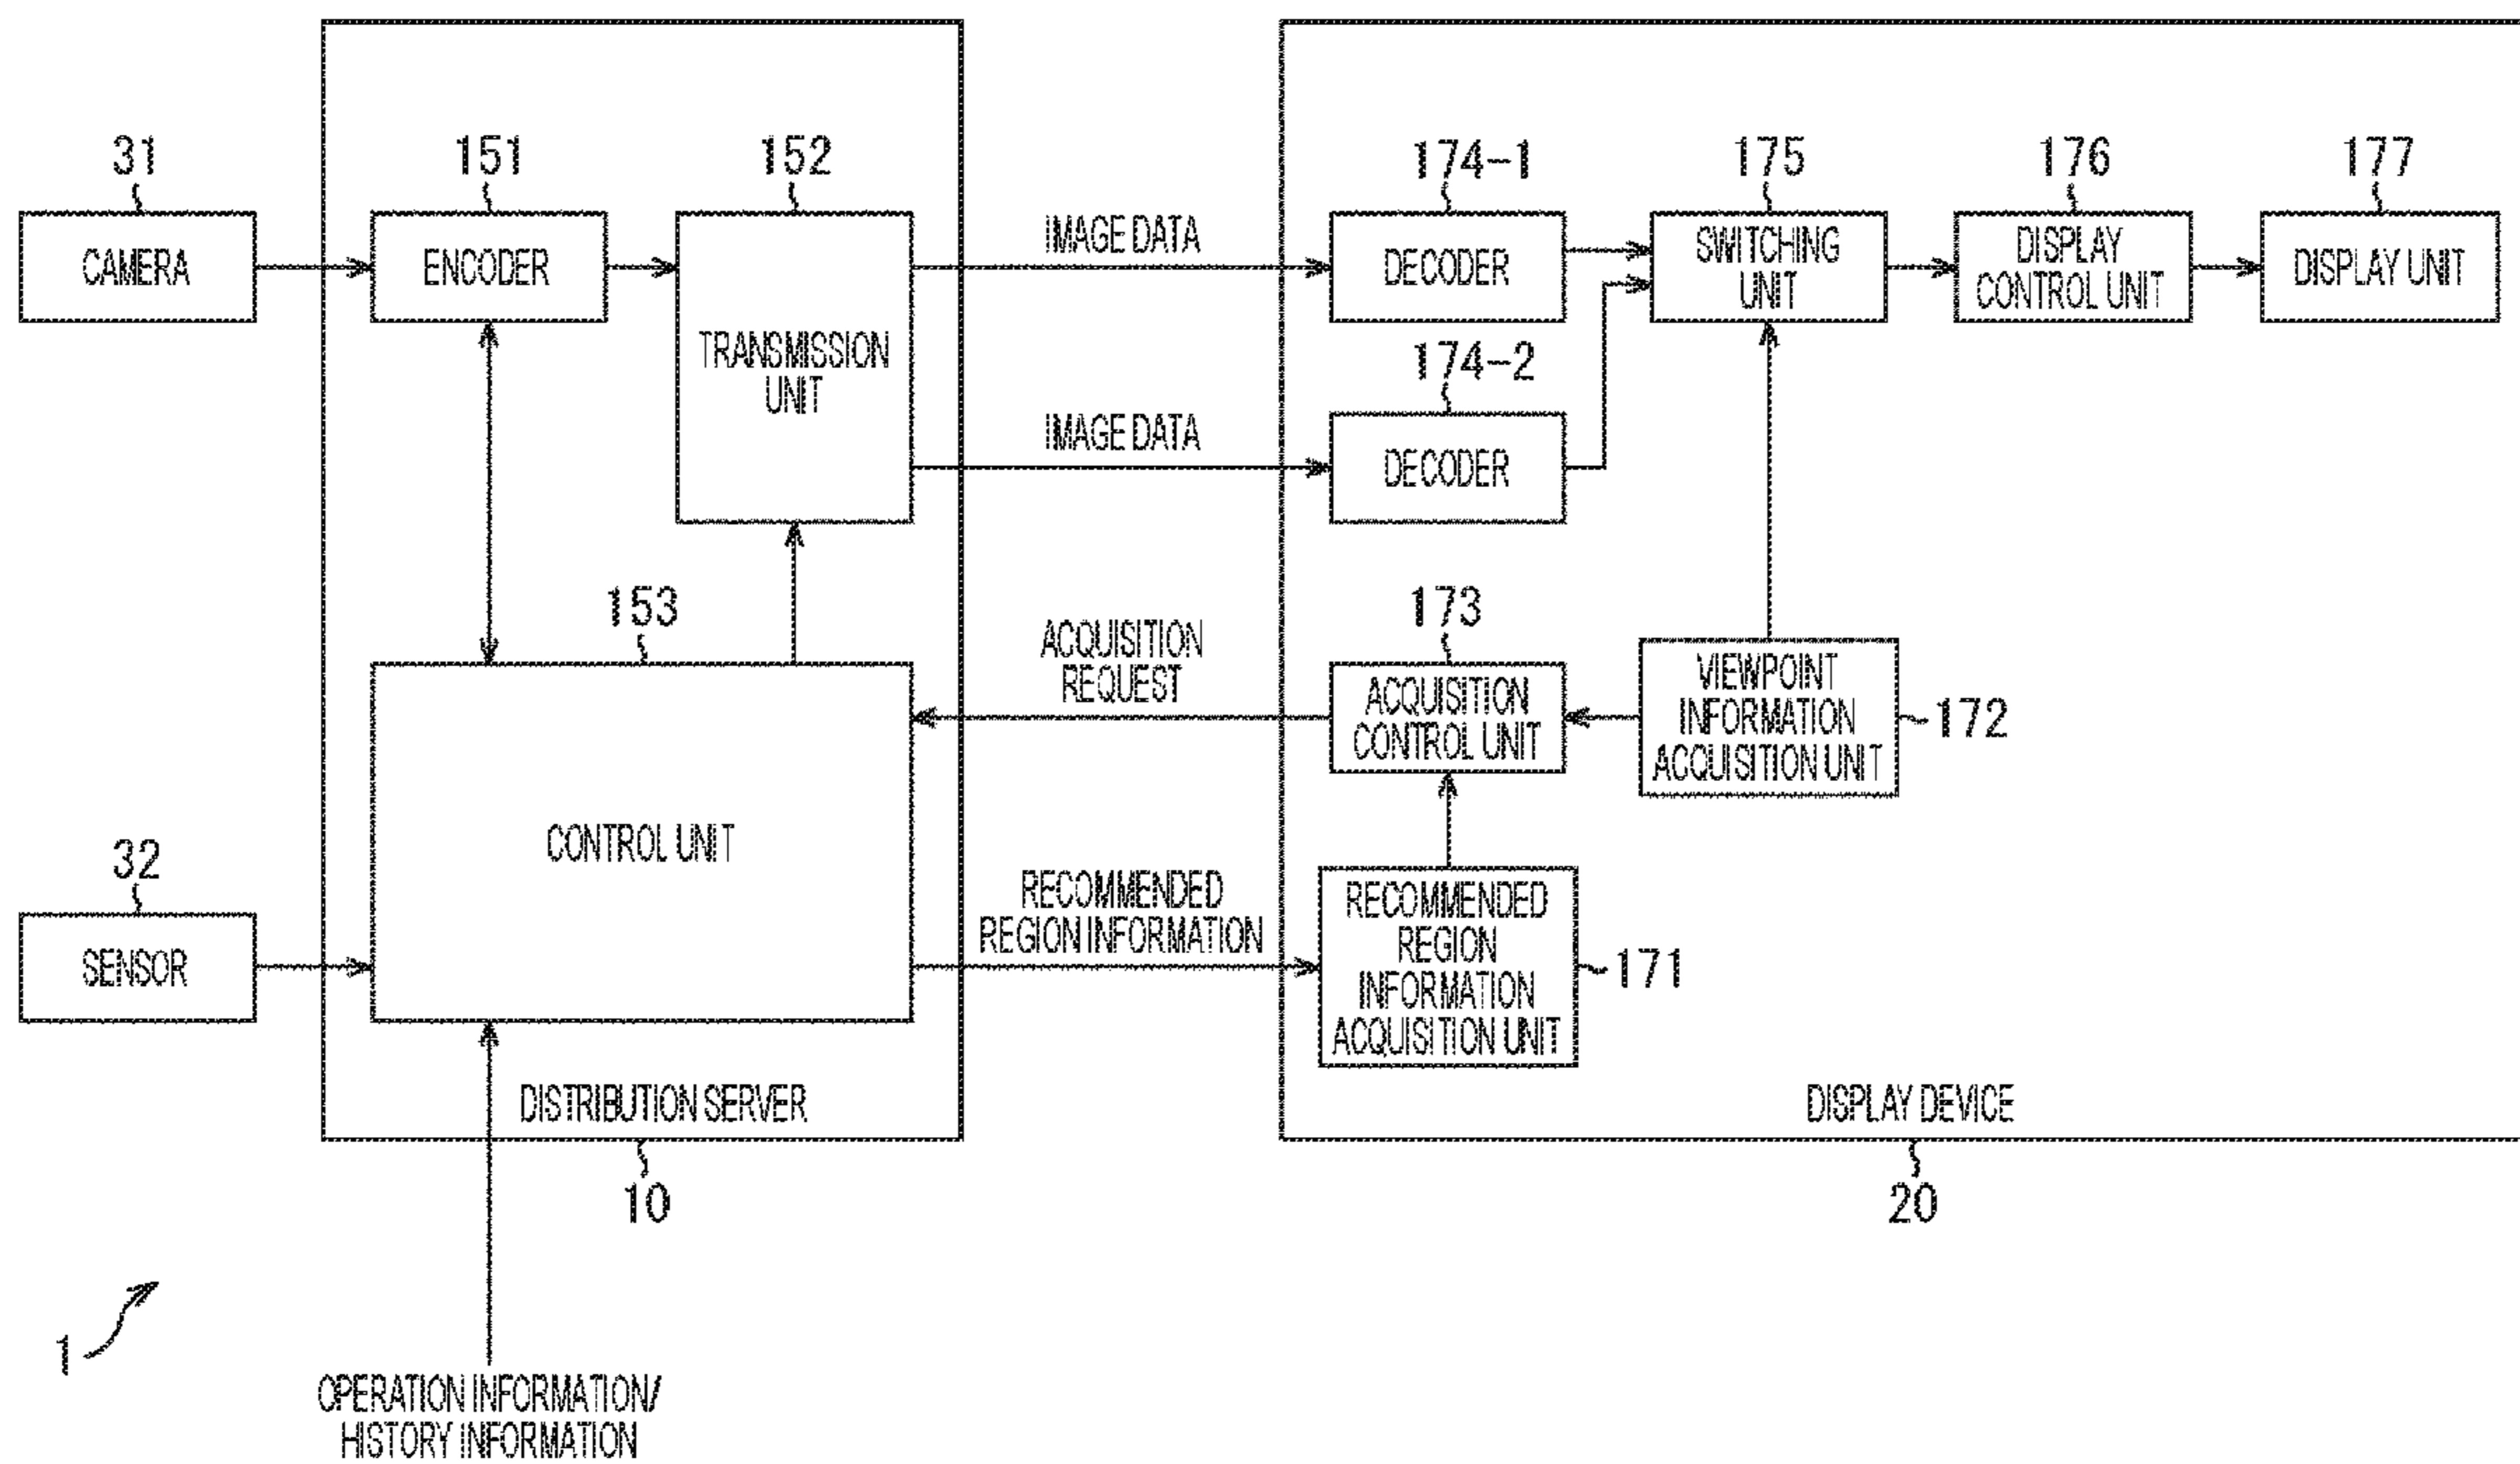 31
CAMERA
151
ENCODER
152
TRANSMISSION
UNIT
IMAGE DATA
IMAGE DATA
174-1
DECODER
174-2
DECODER
175
SWITCHING
UNIT
176
DISPLAY
CONTROL UNIT
177
DISPLAY UNIT
153
CONTROL UNIT
ACQUISITION
REQUEST
173
ACQUISITION
CONTROL UNIT
VIEWPOINT
INFORMATION
ACQUISITION UNIT
172
32
SENSOR
RECOMMENDED
REGION INFORMATION
RECOMMENDED
REGION
INFORMATION
ACQUISITION UNIT
171
DISTRIBUTION SERVER
10
DISPLAY DEVICE
20
1
OPERATION INFORMATION/
HISTORY INFORMATION